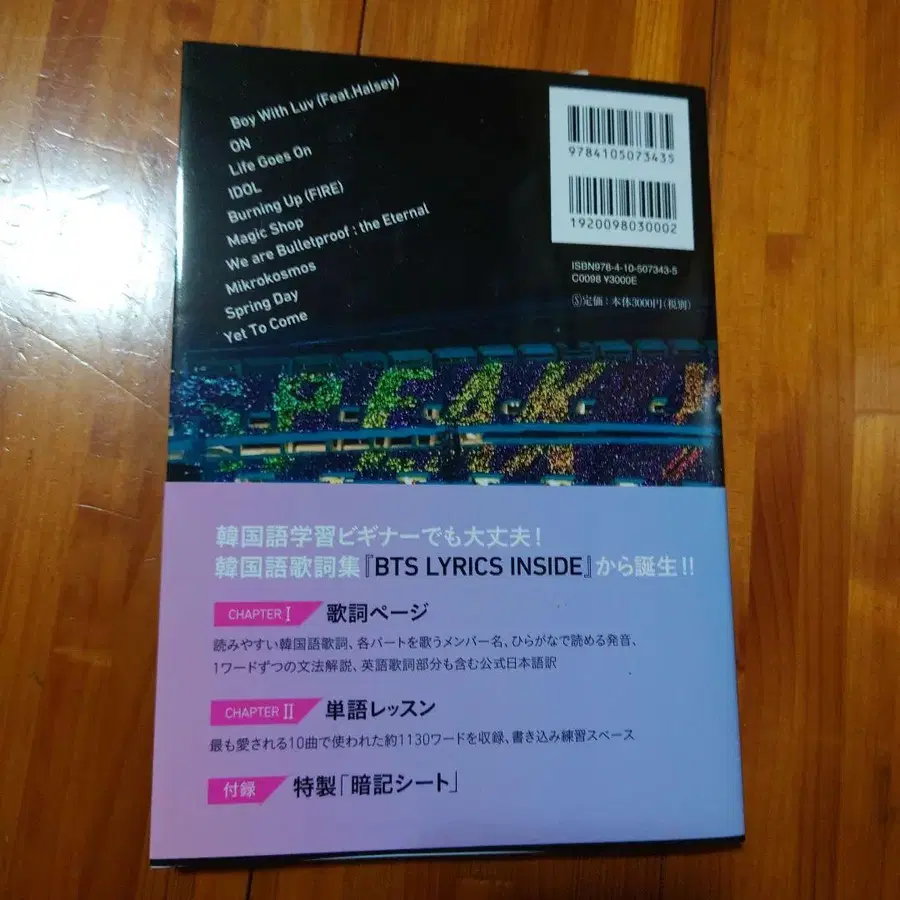 Boy With Luv (Feat.Halsey)
ON
Life Goes On
IDOL
Burning Up (FIRE)
Magic Shop
We are Bulletproof : the Eternal
Mikrokosmos
Spring Day
Yet To Come
9784105073435
1920098030002
ISBN978-4-10-507343-5
C0098 ¥3000E
Ⓢ定価：本体3000円(税別)
SPEAK
韓国語学習ビギナーでも大丈夫！
韓国語歌詞集『BTS LYRICS INSIDE』から誕生!!
CHAPTER Ⅰ 歌詞ページ
読みやすい韓国語歌詞、各パートを歌うメンバー名、ひらがなで読める発音、
1ワードずつの文法解説、英語歌詞部分も含む公式日本語訳
CHAPTER Ⅱ 単語レッスン
最も愛される10曲で使われた約1130ワードを収録、書き込み練習スペース
付録 特製「暗記シート」